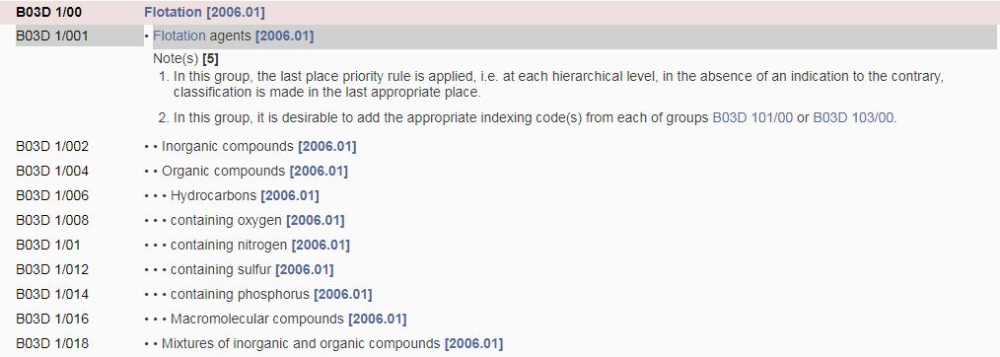 B03D 1/00 Flotation [2006.01]
B03D 1/001 • Flotation agents [2006.01]
Note(s) [5]
1. In this group, the last place priority rule is applied, i.e. at each hierarchical level, in the absence of an indication to the contrary,
classification is made in the last appropriate place.
2. In this group, it is desirable to add the appropriate indexing code(s) from each of groups B03D 101/00 or B03D 103/00.
B03D 1/002 • • Inorganic compounds [2006.01]
B03D 1/004 • • Organic compounds [2006.01]
B03D 1/006 • • • Hydrocarbons [2006.01]
B03D 1/008 • • • containing oxygen [2006.01]
B03D 1/01 • • • containing nitrogen [2006.01]
B03D 1/012 • • • containing sulfur [2006.01]
B03D 1/014 • • • containing phosphorus [2006.01]
B03D 1/016 • • • Macromolecular compounds [2006.01]
B03D 1/018 • • Mixtures of inorganic and organic compounds [2006.01]